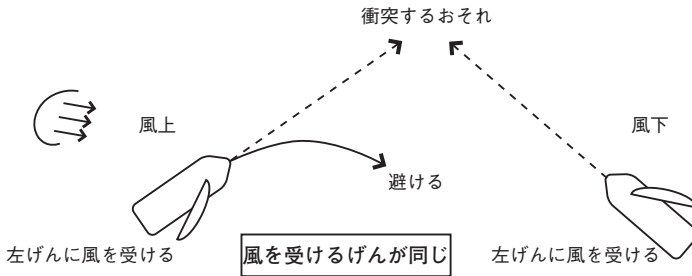 衝突するおそれ
風上
風下
避ける
左げんに風を受ける
風を受けるげんが同じ
左げんに風を受ける